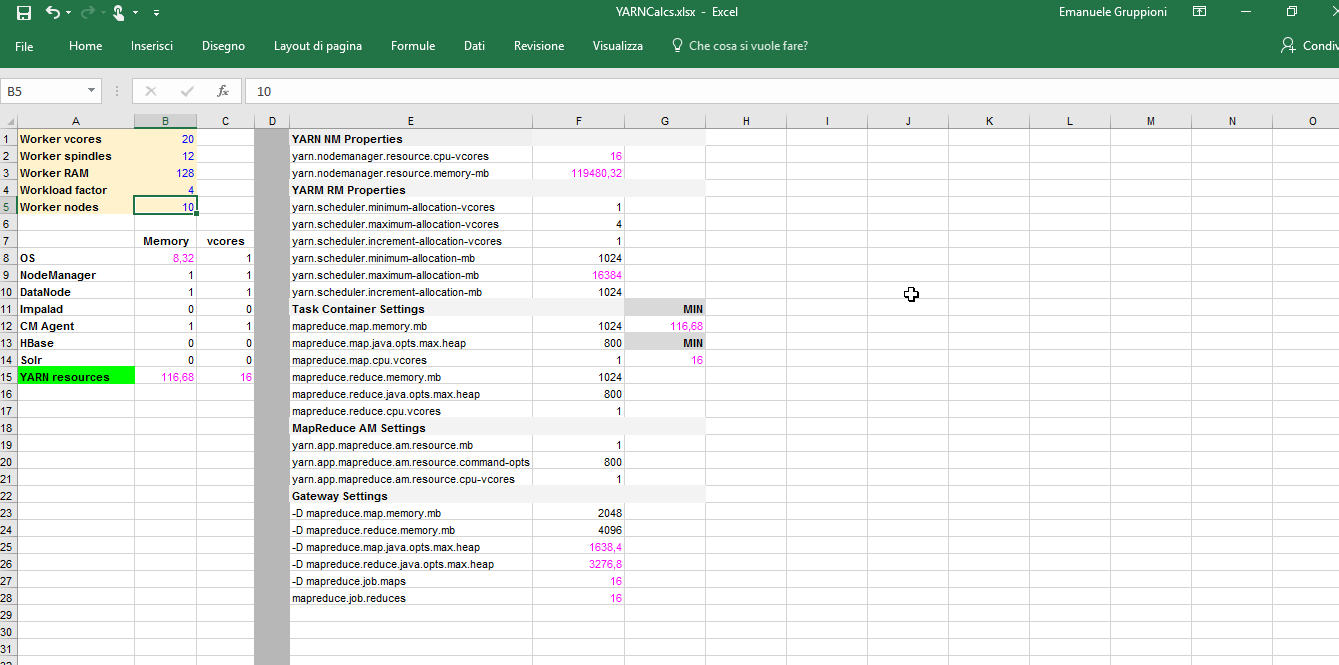 YARNCalcs.xlsx - Excel
Emanuele Gruppioni
File Home Inserisci Disegno Layout di pagina Formule Dati Revisione Visualizza Che cosa si vuole fare? Condiv
B5 fx 10
A B C D E F G H I J K L M N O
1 Worker vcores 20 YARN NM Properties
2 Worker spindles 12 yarn.nodemanager.resource.cpu-vcores 16
3 Worker RAM 128 yarn.nodemanager.resource.memory-mb 119480,32
4 Workload factor 4 YARM RM Properties
5 Worker nodes 10 yarn.scheduler.minimum-allocation-vcores 1
6 yarn.scheduler.maximum-allocation-vcores 4
7 Memory vcores yarn.scheduler.increment-allocation-vcores 1
8 OS 8,32 1 yarn.scheduler.minimum-allocation-mb 1024
9 NodeManager 1 1 yarn.scheduler.maximum-allocation-mb 16384
10 DataNode 1 1 yarn.scheduler.increment-allocation-mb 1024
11 Impalad 0 0 Task Container Settings MIN
12 CM Agent 1 1 mapreduce.map.memory.mb 1024 116,68
13 HBase 0 0 mapreduce.map.java.opts.max.heap 800 MIN
14 Solr 0 0 mapreduce.map.cpu.vcores 1 16
15 YARN resources 116,68 16 mapreduce.reduce.memory.mb 1024
16 mapreduce.reduce.java.opts.max.heap 800
17 mapreduce.reduce.cpu.vcores 1
18 MapReduce AM Settings
19 yarn.app.mapreduce.am.resource.mb 1
20 yarn.app.mapreduce.am.resource.command-opts 800
21 yarn.app.mapreduce.am.resource.cpu-vcores 1
22 Gateway Settings
23 -D mapreduce.map.memory.mb 2048
24 -D mapreduce.reduce.memory.mb 4096
25 -D mapreduce.map.java.opts.max.heap 1638,4
26 -D mapreduce.reduce.java.opts.max.heap 3276,8
27 -D mapreduce.job.maps 16
28 mapreduce.job.reduces 16
29
30
31